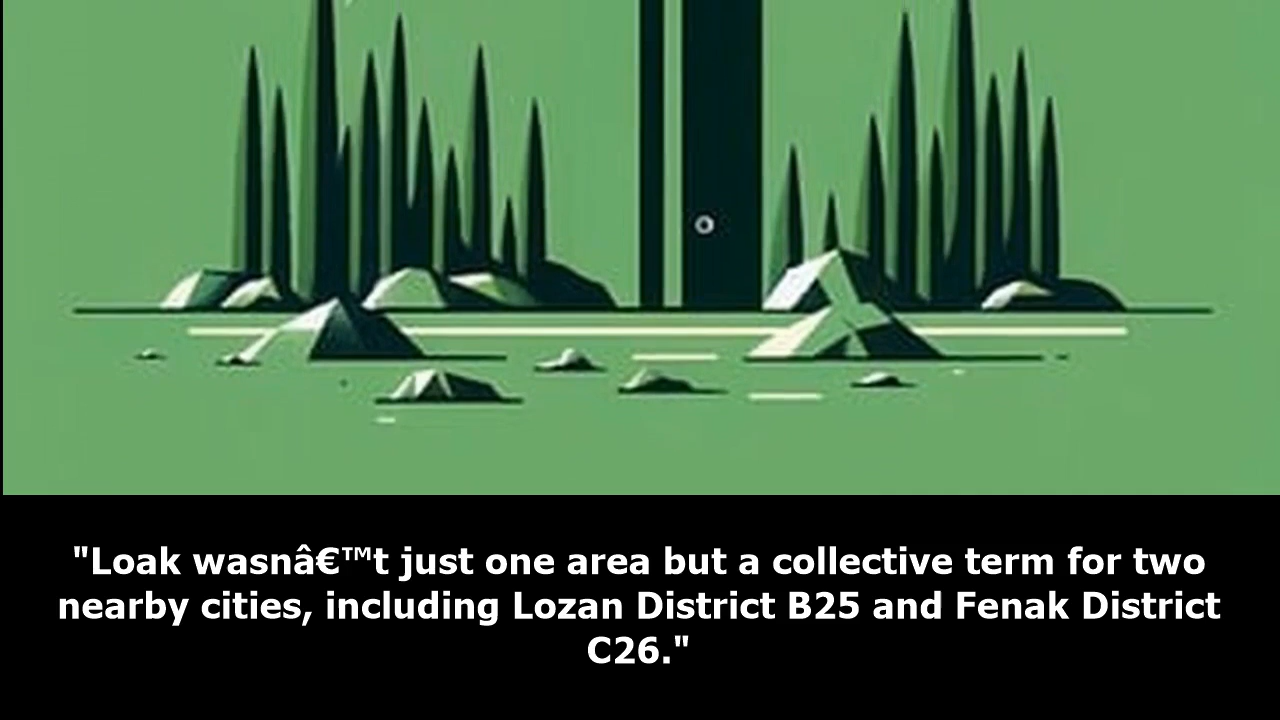 "Loak wasnâ€™t just one area but a collective term for two
nearby cities, including Lozan District B25 and Fenak District
C26."